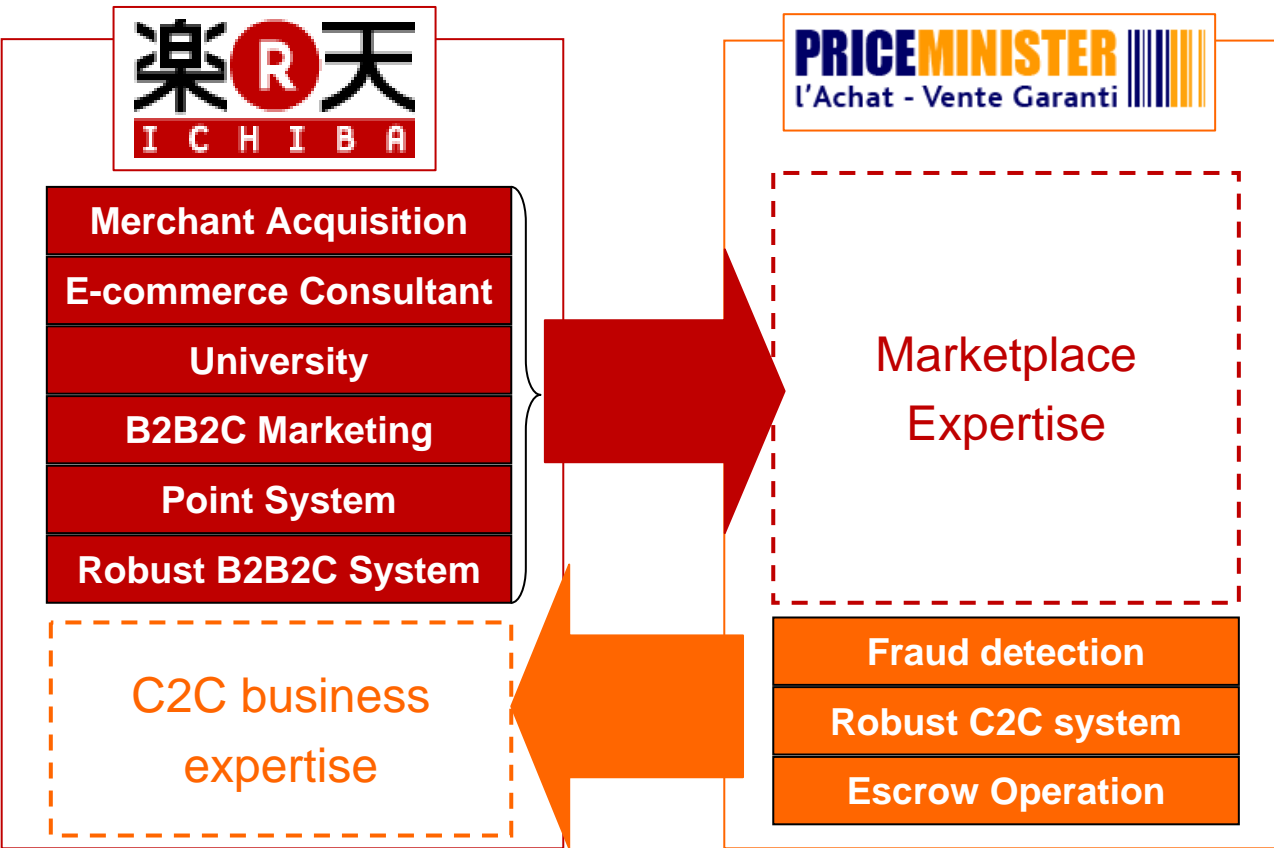 楽R天
ICHIBA
Merchant Acquisition
E-commerce Consultant
University
B2B2C Marketing
Point System
Robust B2B2C System
C2C business
expertise
PRICEMINISTER
l'Achat - Vente Garanti
Marketplace
Expertise
Fraud detection
Robust C2C system
Escrow Operation